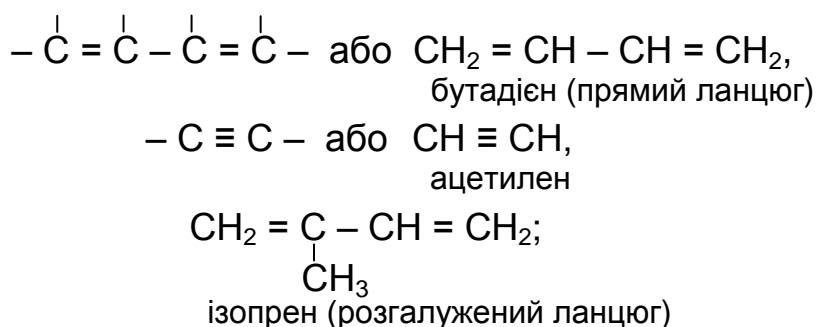 – C = C – C = C –  або  CH₂ = CH – CH = CH₂,
бутадієн (прямий ланцюг)
– C ≡ C –  або  CH ≡ CH,
ацетилен
CH₂ = C – CH = CH₂;
CH₃
ізопрен (розгалужений ланцюг)